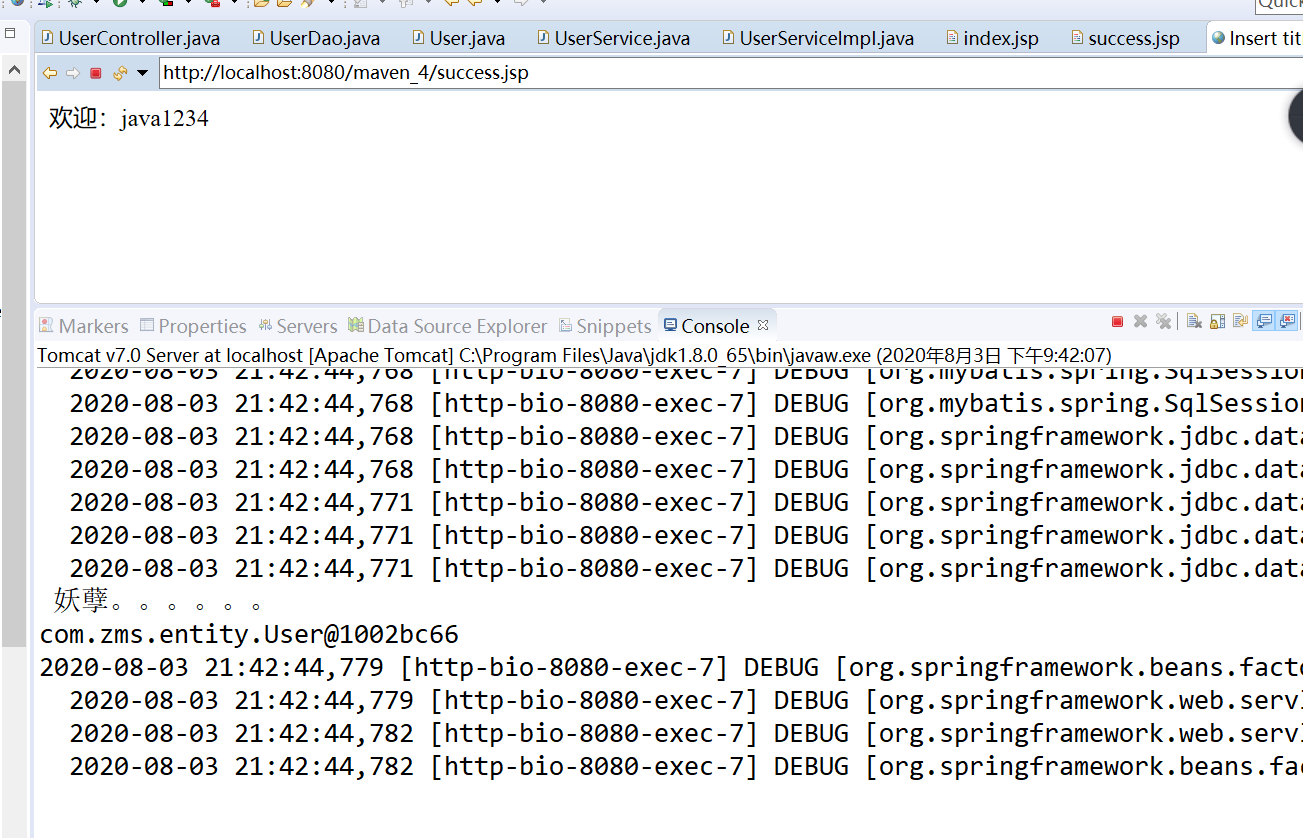 Quick
UserController.java UserDao.java User.java UserService.java UserServiceImpl.java index.jsp success.jsp Insert tit
http://localhost:8080/maven_4/success.jsp
欢迎：java1234
Markers Properties Servers Data Source Explorer Snippets Console
Tomcat v7.0 Server at localhost [Apache Tomcat] C:\Program Files\Java\jdk1.8.0_65\bin\javaw.exe (2020年8月3日 下午9:42:07)
2020-08-03 21:42:44,768 [http-bio-8080-exec-7] DEBUG [org.mybatis.spring.SqlSession
2020-08-03 21:42:44,768 [http-bio-8080-exec-7] DEBUG [org.mybatis.spring.SqlSession
2020-08-03 21:42:44,768 [http-bio-8080-exec-7] DEBUG [org.springframework.jdbc.data
2020-08-03 21:42:44,768 [http-bio-8080-exec-7] DEBUG [org.springframework.jdbc.data
2020-08-03 21:42:44,771 [http-bio-8080-exec-7] DEBUG [org.springframework.jdbc.data
2020-08-03 21:42:44,771 [http-bio-8080-exec-7] DEBUG [org.springframework.jdbc.data
2020-08-03 21:42:44,771 [http-bio-8080-exec-7] DEBUG [org.springframework.jdbc.data
妖孽。。。。。。
com.zms.entity.User@1002bc66
2020-08-03 21:42:44,779 [http-bio-8080-exec-7] DEBUG [org.springframework.beans.facto
2020-08-03 21:42:44,779 [http-bio-8080-exec-7] DEBUG [org.springframework.web.servl
2020-08-03 21:42:44,782 [http-bio-8080-exec-7] DEBUG [org.springframework.web.servl
2020-08-03 21:42:44,782 [http-bio-8080-exec-7] DEBUG [org.springframework.beans.fac